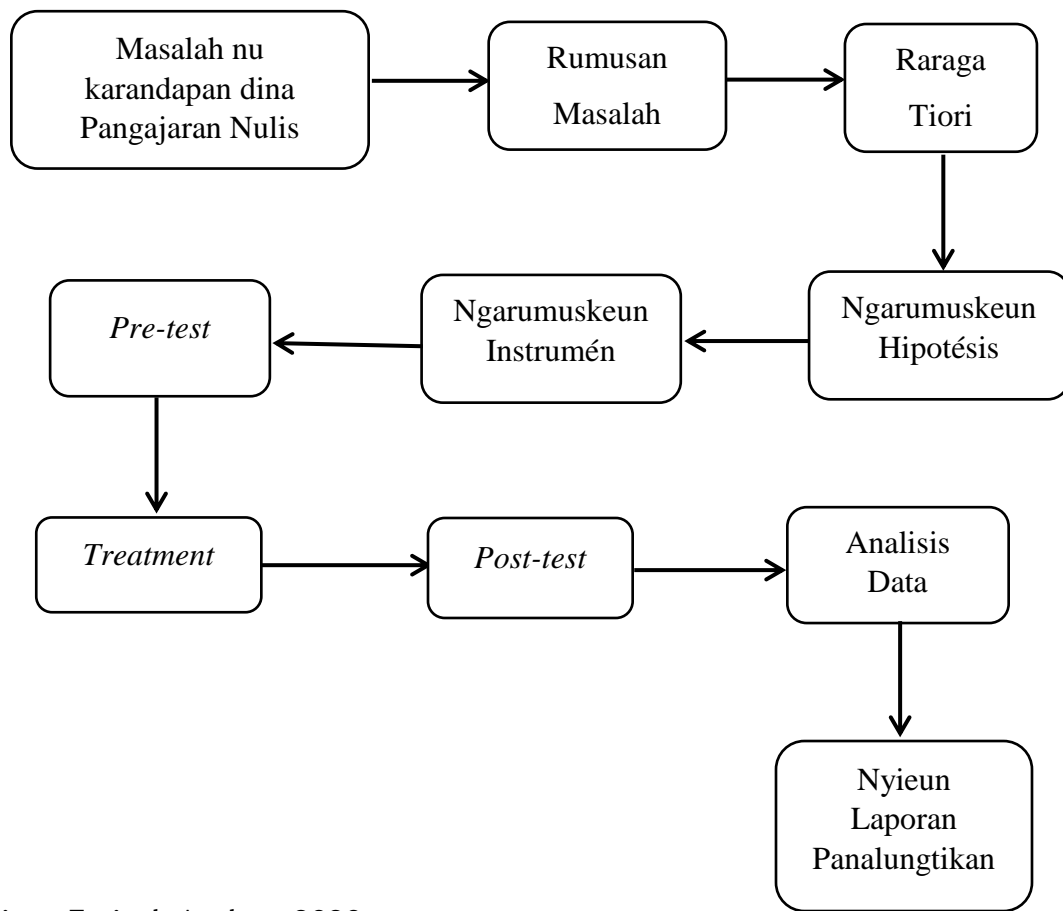 Masalah nu
karandapan dina
Pangajaran Nulis
Rumusan
Masalah
Raraga
Tiori
Ngarumuskeun
Hipotésis
Ngarumuskeun
Instrumén
Pre-test
Treatment
Post-test
Analisis
Data
Nyieun
Laporan
Panalungtikan